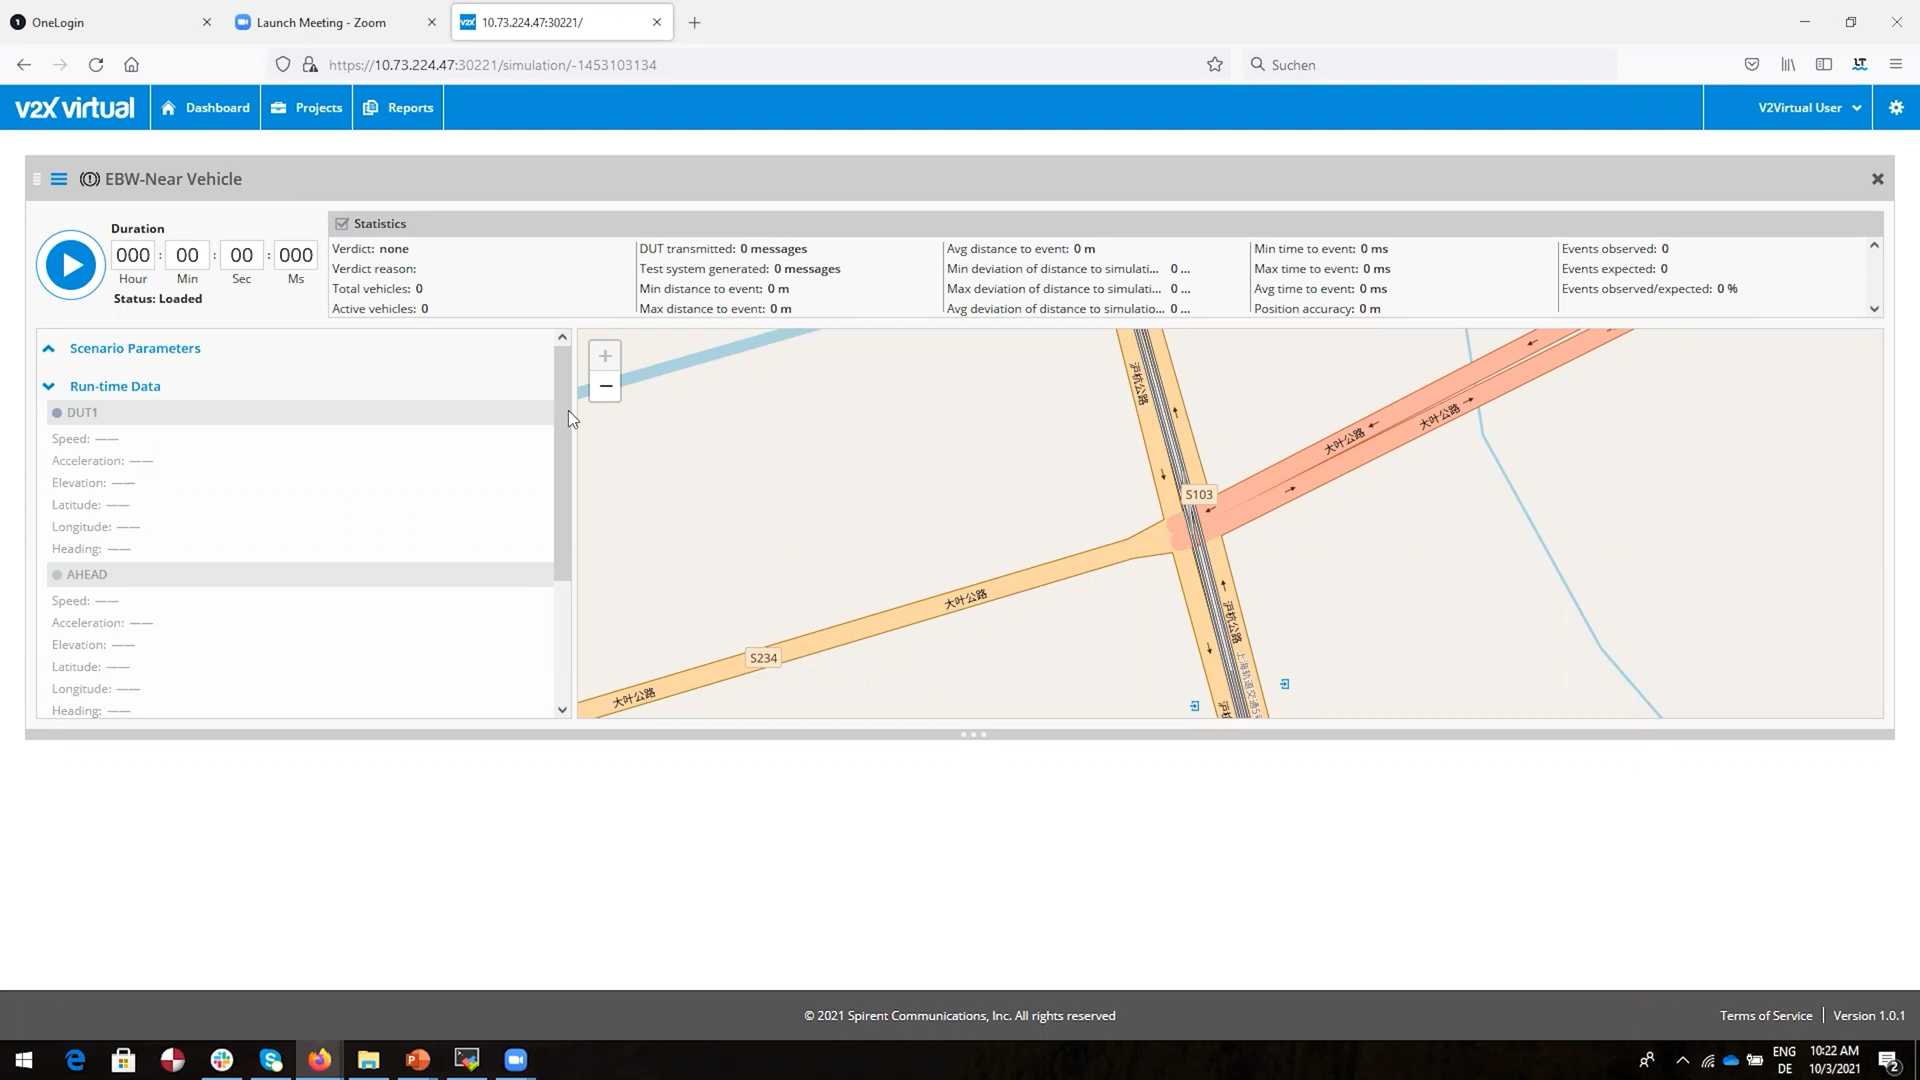 OneLogin
Launch Meeting - Zoom
10.73.224.47:30221/
https://10.73.224.47:30221/simulation/-1453103134
Suchen
V2X virtual
Dashboard
Projects
Reports
V2Virtual User
EBW-Near Vehicle
Duration
000 : 00 : 00 : 000
Hour Min Sec Ms
Status: Loaded
Statistics
Verdict: none
Verdict reason:
Total vehicles: 0
Active vehicles: 0
DUT transmitted: 0 messages
Test system generated: 0 messages
Min distance to event: 0 m
Max distance to event: 0 m
Avg distance to event: 0 m
Min deviation of distance to simulati... 0 ...
Max deviation of distance to simulati... 0 ...
Avg deviation of distance to simulatio... 0 ...
Min time to event: 0 ms
Max time to event: 0 ms
Avg time to event: 0 ms
Position accuracy: 0 m
Events observed: 0
Events expected: 0
Events observed/expected: 0 %
Scenario Parameters
Run-time Data
DUT1
Speed: ——
Acceleration: ——
Elevation: ——
Latitude: ——
Longitude: ——
Heading: ——
AHEAD
Speed: ——
Acceleration: ——
Elevation: ——
Latitude: ——
Longitude: ——
Heading: ——
沪杭公路
大叶公路
大叶公路
S103
大叶公路
沪杭公路
S234
大叶公路
© 2021 Spirent Communications, Inc. All rights reserved
Terms of Service
Version 1.0.1
ENG
DE
10:22 AM
10/3/2021
2